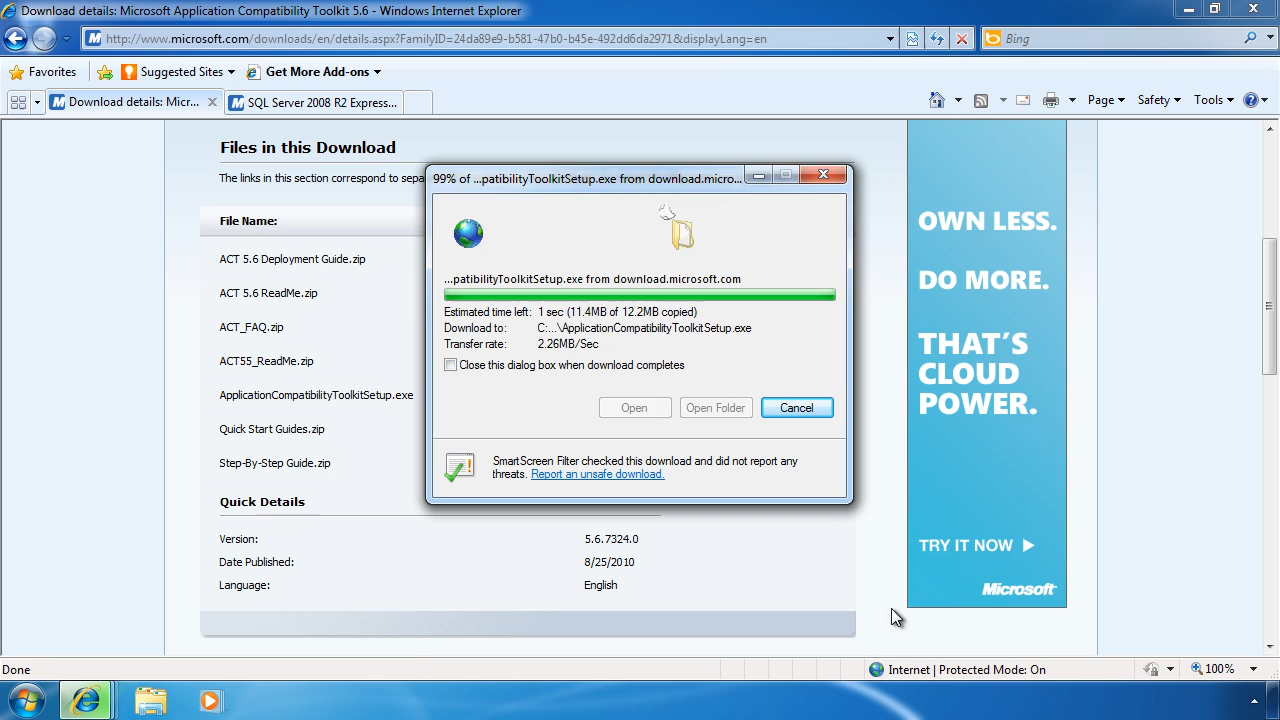 Download details: Microsoft Application Compatibility Toolkit 5.6 - Windows Internet Explorer
http://www.microsoft.com/downloads/en/details.aspx?FamilyID=24da89e9-b581-47b0-b45e-492dd6da2971&displayLang=en
Bing
Favorites
Suggested Sites
Get More Add-ons
Download details: Micr...
SQL Server 2008 R2 Express...
Page
Safety
Tools
Files in this Download
The links in this section correspond to sepa
File Name:
ACT 5.6 Deployment Guide.zip
ACT 5.6 ReadMe.zip
ACT_FAQ.zip
ACT55_ReadMe.zip
ApplicationCompatibilityToolkitSetup.exe
Quick Start Guides.zip
Step-By-Step Guide.zip
Quick Details
Version: 5.6.7324.0
Date Published: 8/25/2010
Language: English
99% of ...patibilityToolkitSetup.exe from download.micro...
...patibilityToolkitSetup.exe from download.microsoft.com
Estimated time left: 1 sec (11.4MB of 12.2MB copied)
Download to: C:...\ApplicationCompatibilityToolkitSetup.exe
Transfer rate: 2.26MB/Sec
Close this dialog box when download completes
Open
Open Folder
Cancel
SmartScreen Filter checked this download and did not report any
threats. Report an unsafe download.
OWN LESS.
DO MORE.
THAT'S
CLOUD
POWER.
TRY IT NOW
Microsoft
Done
Internet | Protected Mode: On
100%